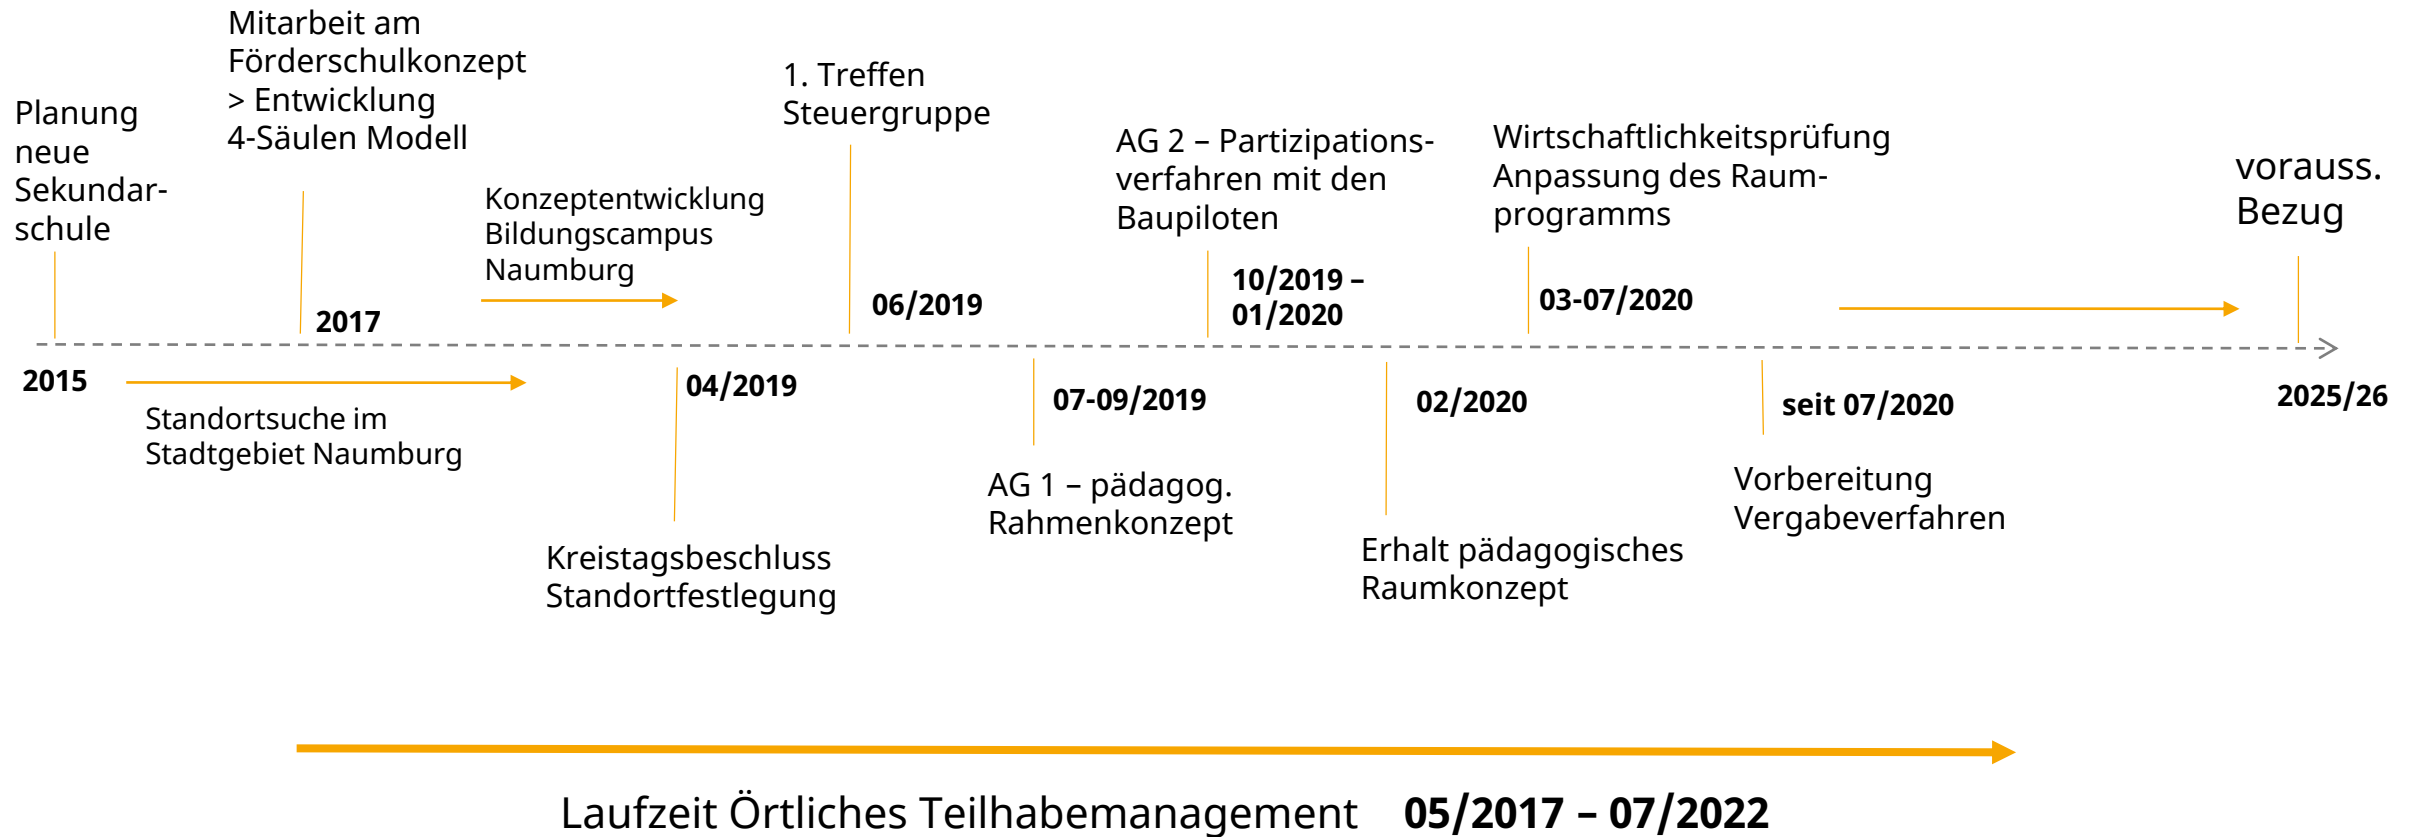 Planung
neue
Sekundar-
schule
2015
Mitarbeit am
Förderschulkonzept
> Entwicklung
4-Säulen Modell
2017
Standortsuche im
Stadtgebiet Naumburg
Konzeptentwicklung
Bildungscampus
Naumburg
04/2019
Kreistagsbeschluss
Standortfestlegung
1. Treffen
Steuergruppe
06/2019
07-09/2019
AG 1 – pädagog.
Rahmenkonzept
AG 2 – Partizipations-
verfahren mit den
Baupiloten
10/2019 –
01/2020
02/2020
Erhalt pädagogisches
Raumkonzept
Wirtschaftlichkeitsprüfung
Anpassung des Raum-
programms
03-07/2020
seit 07/2020
Vorbereitung
Vergabeverfahren
vorauss.
Bezug
2025/26
Laufzeit Örtliches Teilhabemanagement 05/2017 – 07/2022